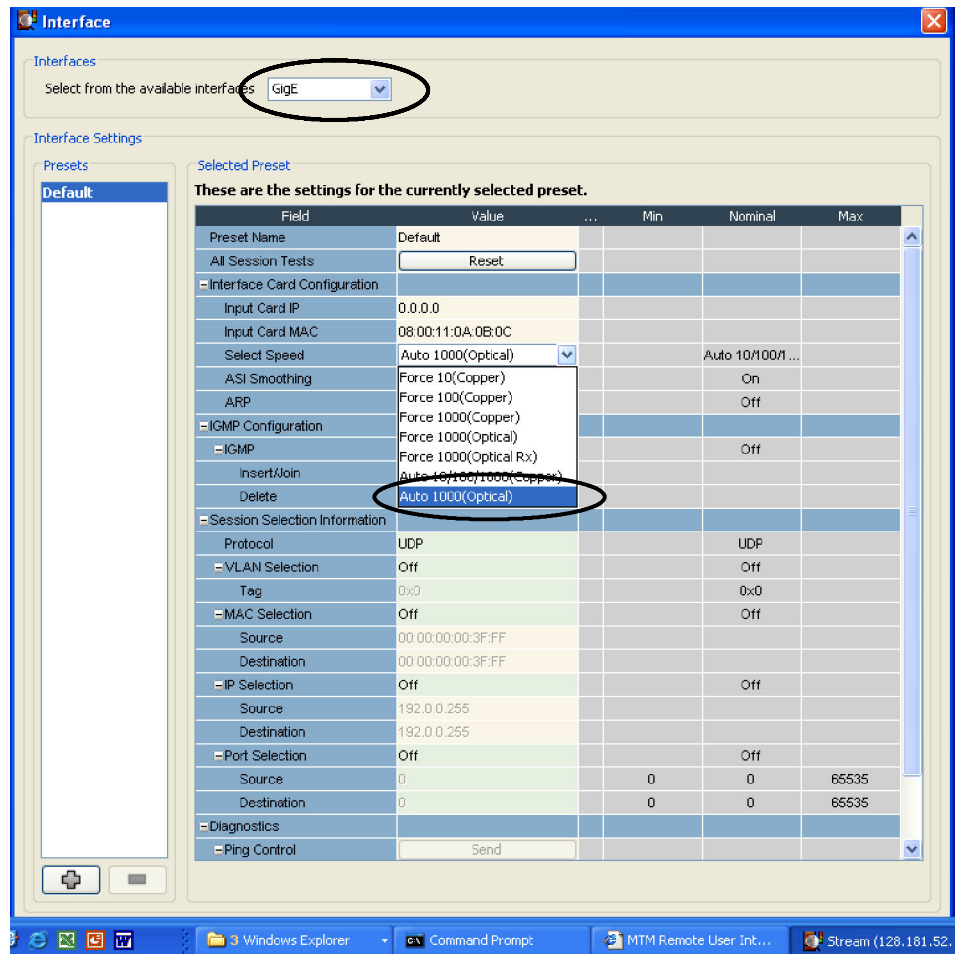 Interface
Interfaces
Select from the available interfaces GigE
Interface Settings
Presets
Default
Selected Preset
These are the settings for the currently selected preset.
Field Value ... Min Nominal Max
Preset Name Default
All Session Tests Reset
Interface Card Configuration
Input Card IP 0.0.0.0
Input Card MAC 08:00:11:0A:0B:0C
Select Speed Auto 1000(Optical) Auto 10/100/1 ...
ASI Smoothing On
ARP Off
IGMP Configuration
IGMP Off
Insert/Join
Delete
Force 10(Copper)
Force 100(Copper)
Force 1000(Copper)
Force 1000(Optical)
Force 1000(Optical Rx)
Auto 10/100/1000(Copper)
Auto 1000(Optical)
Session Selection Information
Protocol UDP UDP
VLAN Selection Off Off
Tag 0x0 0x0
MAC Selection Off Off
Source 00:00:00:00:3F:FF
Destination 00:00:00:00:3F:FF
IP Selection Off Off
Source 192.0.0.255
Destination 192.0.0.255
Port Selection Off Off
Source 0 0 0 65535
Destination 0 0 0 65535
Diagnostics
Ping Control Send
3 Windows Explorer Command Prompt MTM Remote User Int... Stream (128.181.52.